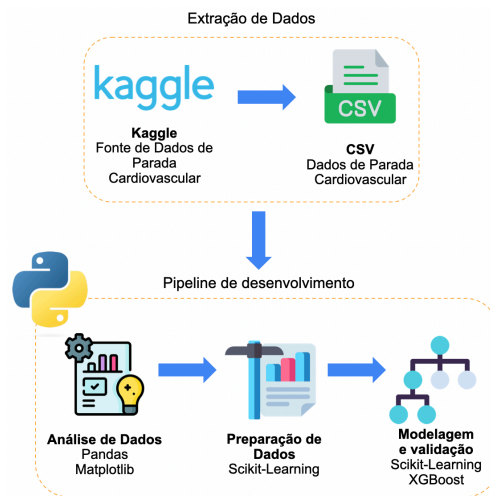 Extração de Dados
kaggle
CSV
Kaggle
Fonte de Dados de
Parada
Cardiovascular
CSV
Dados de Parada
Cardiovascular
Pipeline de desenvolvimento
Análise de Dados
Pandas
Matplotlib
Preparação de
Dados
Scikit-Learning
Modelagem
e validação
Scikit-Learning
XGBoost